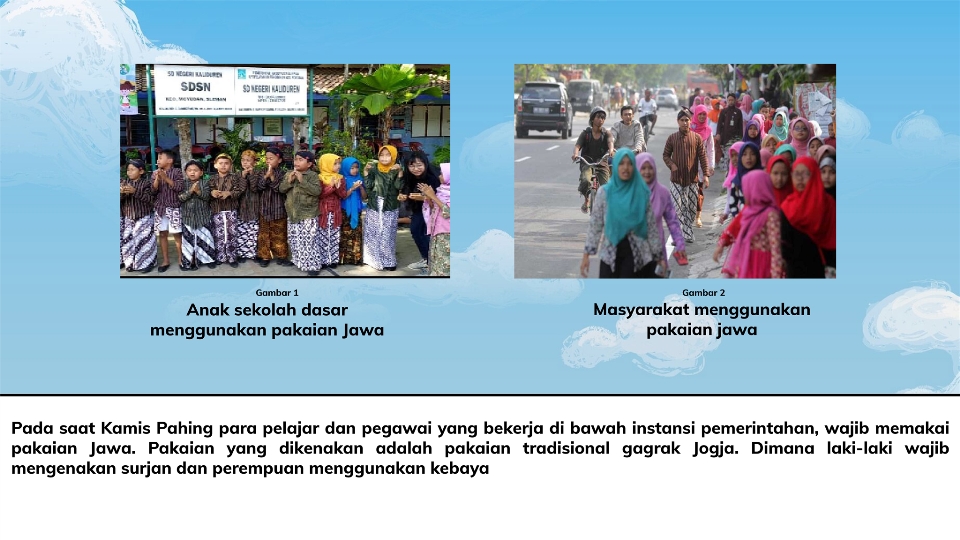 SD NEGERI KALIDUREN
SDSN
SD NEGERI KALIDUREN
Gambar 1
Anak sekolah dasar
menggunakan pakaian Jawa
Gambar 2
Masyarakat menggunakan
pakaian jawa
Pada saat Kamis Pahing para pelajar dan pegawai yang bekerja di bawah instansi pemerintahan, wajib memakai
pakaian Jawa. Pakaian yang dikenakan adalah pakaian tradisional gagrak Jogja. Dimana laki-laki wajib
mengenakan surjan dan perempuan menggunakan kebaya